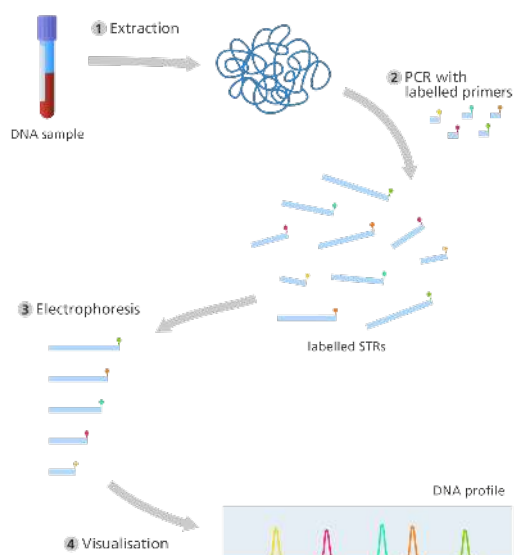 1 Extraction
DNA sample
2 PCR with
labelled primers
labelled STRs
3 Electrophoresis
DNA profile
4 Visualisation